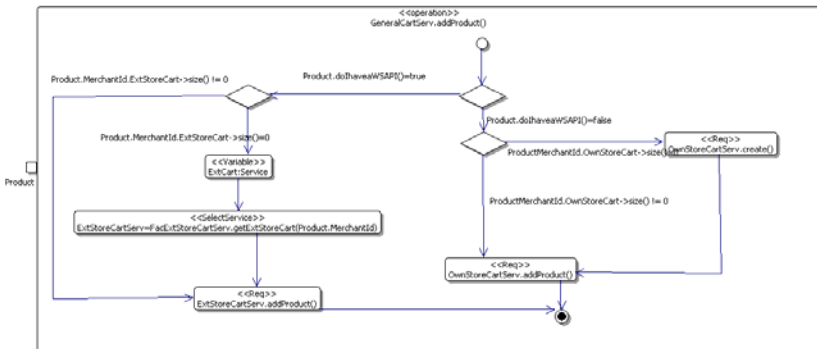 <<operation>>
GeneralCartServ.addProduct()
Product.MerchantId.ExtStoreCart->size() != 0
Product.doIhaveaWSAPI()=true
Product.doIhaveaWSAPI()=false
Product.MerchantId.ExtStoreCart->size()=0
<<Req>>
OwnStoreCartServ.create()
ProductMerchantId.OwnStoreCart->size()=0
<<Variable>>
ExtCart:Service
Product
ProductMerchantId.OwnStoreCart->size() != 0
<<SelectService>>
ExtStoreCartServ=FacExtStoreCartServ.getExtStoreCart(Product.MerchantId)
<<Req>>
OwnStoreCartServ.addProduct()
<<Req>>
ExtStoreCartServ.addProduct()